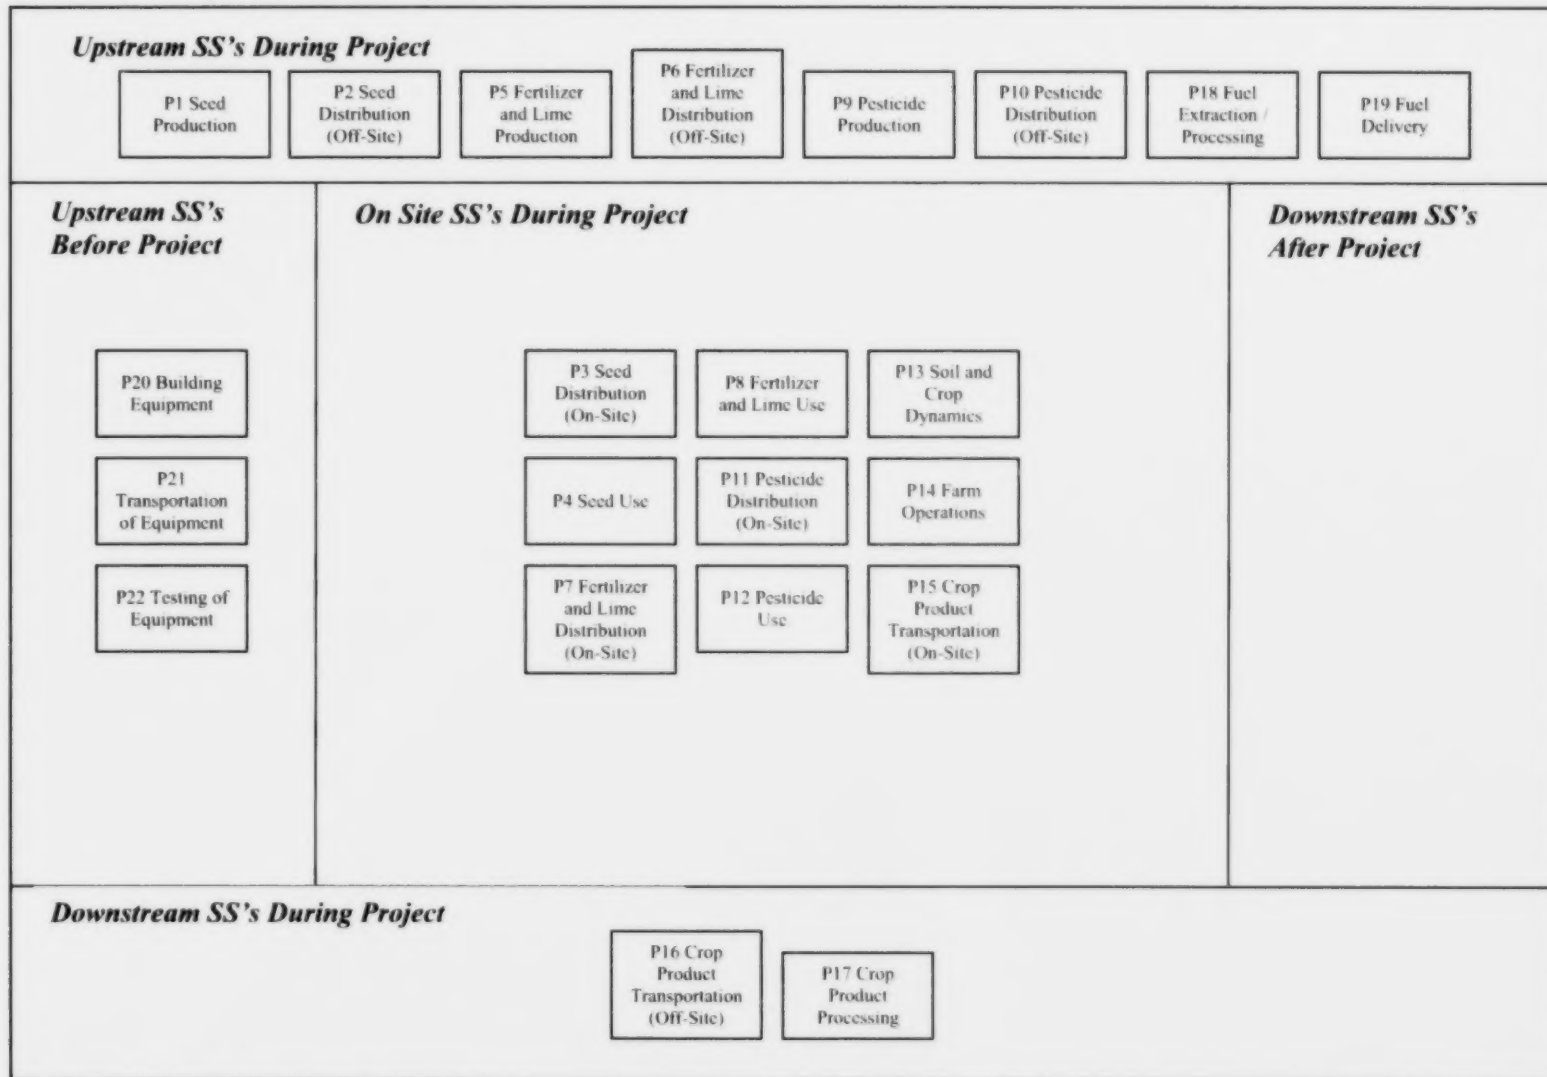 Upstream SS's During Project
P1 Seed
Production
P2 Seed
Distribution
(Off-Site)
P5 Fertilizer
and Lime
Production
P6 Fertilizer
and Lime
Distribution
(Off-Site)
P9 Pesticide
Production
P10 Pesticide
Distribution
(Off-Site)
P18 Fuel
Extraction /
Processing
P19 Fuel
Delivery
Upstream SS's
Before Project
On Site SS's During Project
Downstream SS's
After Project
P20 Building
Equipment
P21
Transportation
of Equipment
P22 Testing of
Equipment
P3 Seed
Distribution
(On-Site)
P8 Fertilizer
and Lime Use
P13 Soil and
Crop
Dynamics
P4 Seed Use
P11 Pesticide
Distribution
(On-Site)
P14 Farm
Operations
P7 Fertilizer
and Lime
Distribution
(On-Site)
P12 Pesticide
Use
P15 Crop
Product
Transportation
(On-Site)
Downstream SS's During Project
P16 Crop
Product
Transportation
(Off-Site)
P17 Crop
Product
Processing